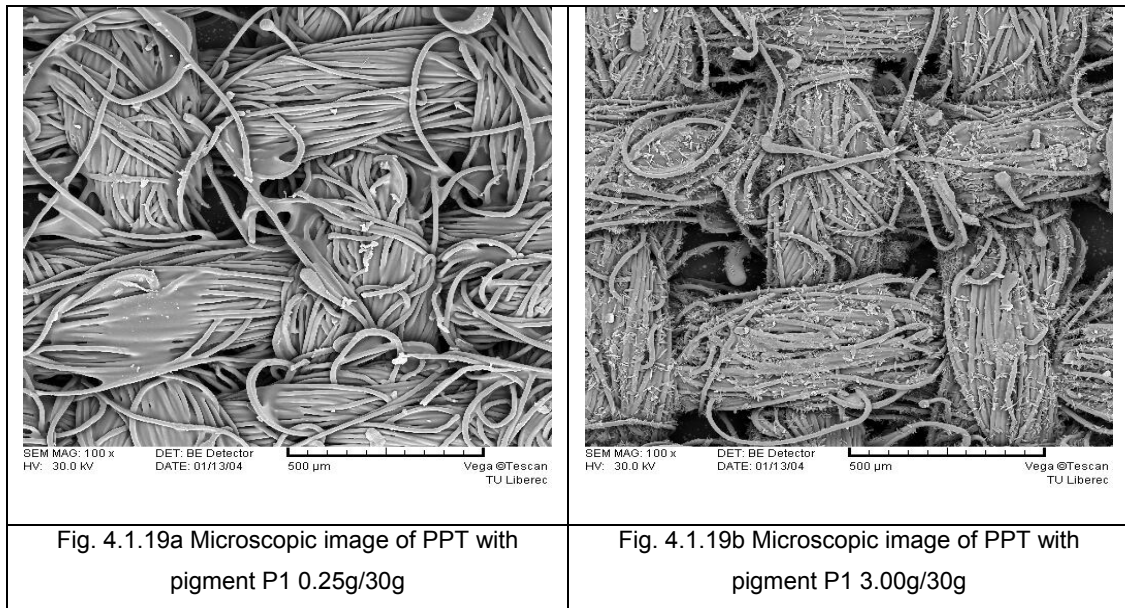 SEM MAG: 100 x DET: BE Detector
HV: 30.0 kV DATE: 01/13/04 500 µm Vega ©Tescan
TU Liberec
SEM MAG: 100 x DET: BE Detector
HV: 30.0 kV DATE: 01/13/04 500 µm Vega ©Tescan
TU Liberec
Fig. 4.1.19a Microscopic image of PPT with
pigment P1 0.25g/30g
Fig. 4.1.19b Microscopic image of PPT with
pigment P1 3.00g/30g